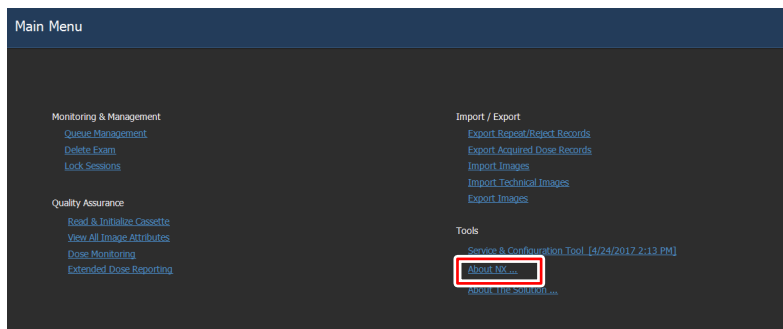 Main Menu
Monitoring & Management
Queue Management
Delete Exam
Lock Sessions
Quality Assurance
Read & Initialize Cassette
View All Image Attributes
Dose Monitoring
Extended Dose Reporting
Import / Export
Export Repeat/Reject Records
Export Acquired Dose Records
Import Images
Import Technical Images
Export Images
Tools
Service & Configuration Tool [4/24/2017 2:13 PM]
About NX ...
About The Solution ...